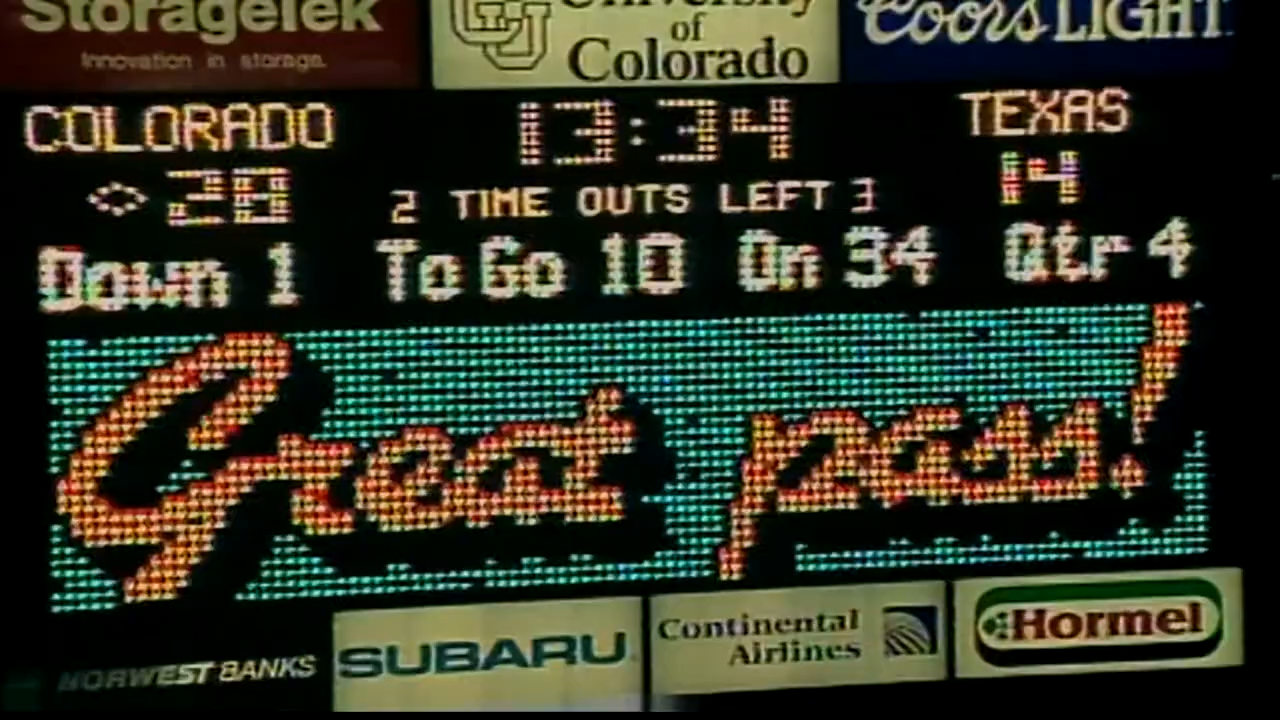 StorageTek
Innovation in storage.
CU
University
of
Colorado
Coors LIGHT
COLORADO 13:34 TEXAS
28 2 TIME OUTS LEFT 3 14
Down 1 To Go 10 On 34 Qtr 4
Great pass!
NORWEST BANKS
SUBARU
Continental
Airlines
Hormel